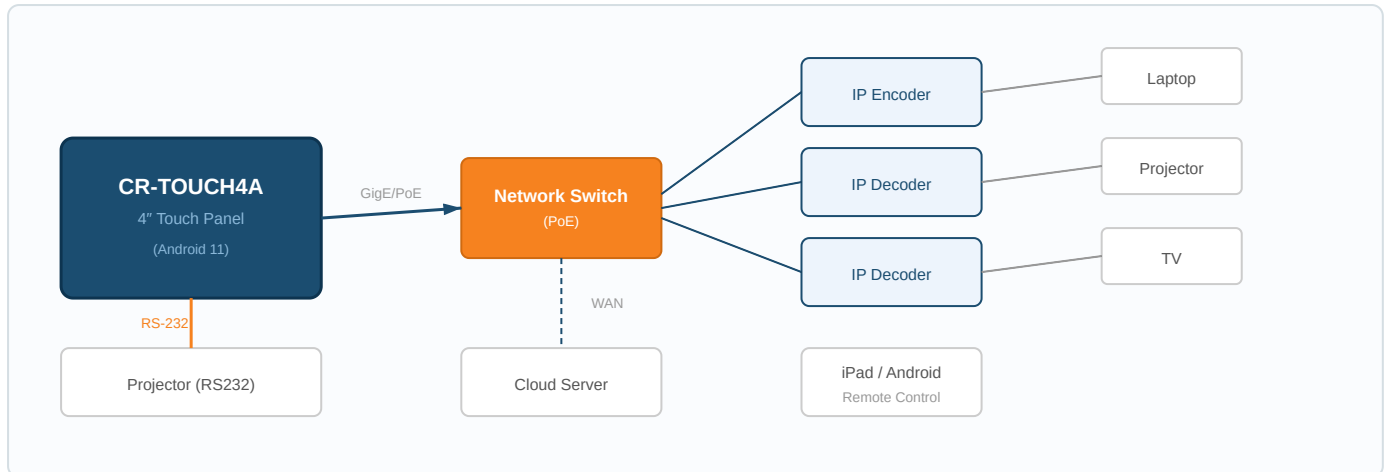 CR-TOUCH4A
4″ Touch Panel
(Android 11)
GigE/PoE
Network Switch
(PoE)
IP Encoder
Laptop
IP Decoder
Projector
IP Decoder
TV
RS-232
WAN
Projector (RS232)
Cloud Server
iPad / Android
Remote Control